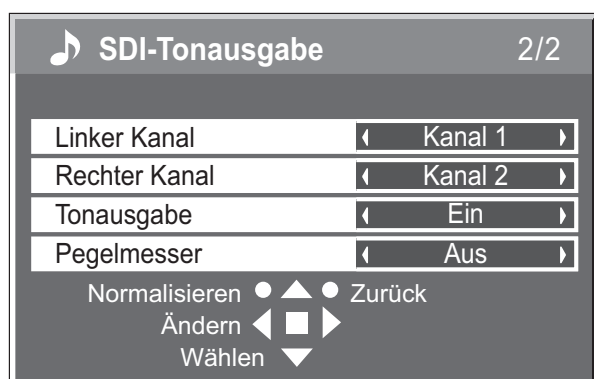 SDI-Tonausgabe 2/2
Linker Kanal Kanal 1
Rechter Kanal Kanal 2
Tonausgabe Ein
Pegelmesser Aus
Normalisieren Zurück
Ändern
Wählen